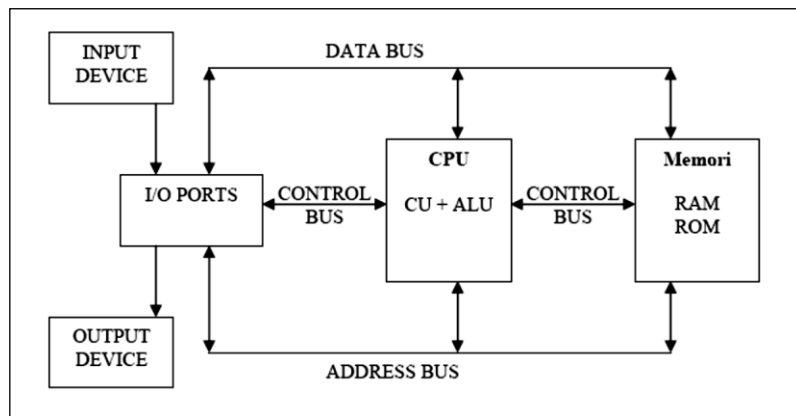 INPUT
DEVICE
DATA BUS
I/O PORTS
CONTROL
BUS
CPU
CU + ALU
CONTROL
BUS
Memori
RAM
ROM
OUTPUT
DEVICE
ADDRESS BUS